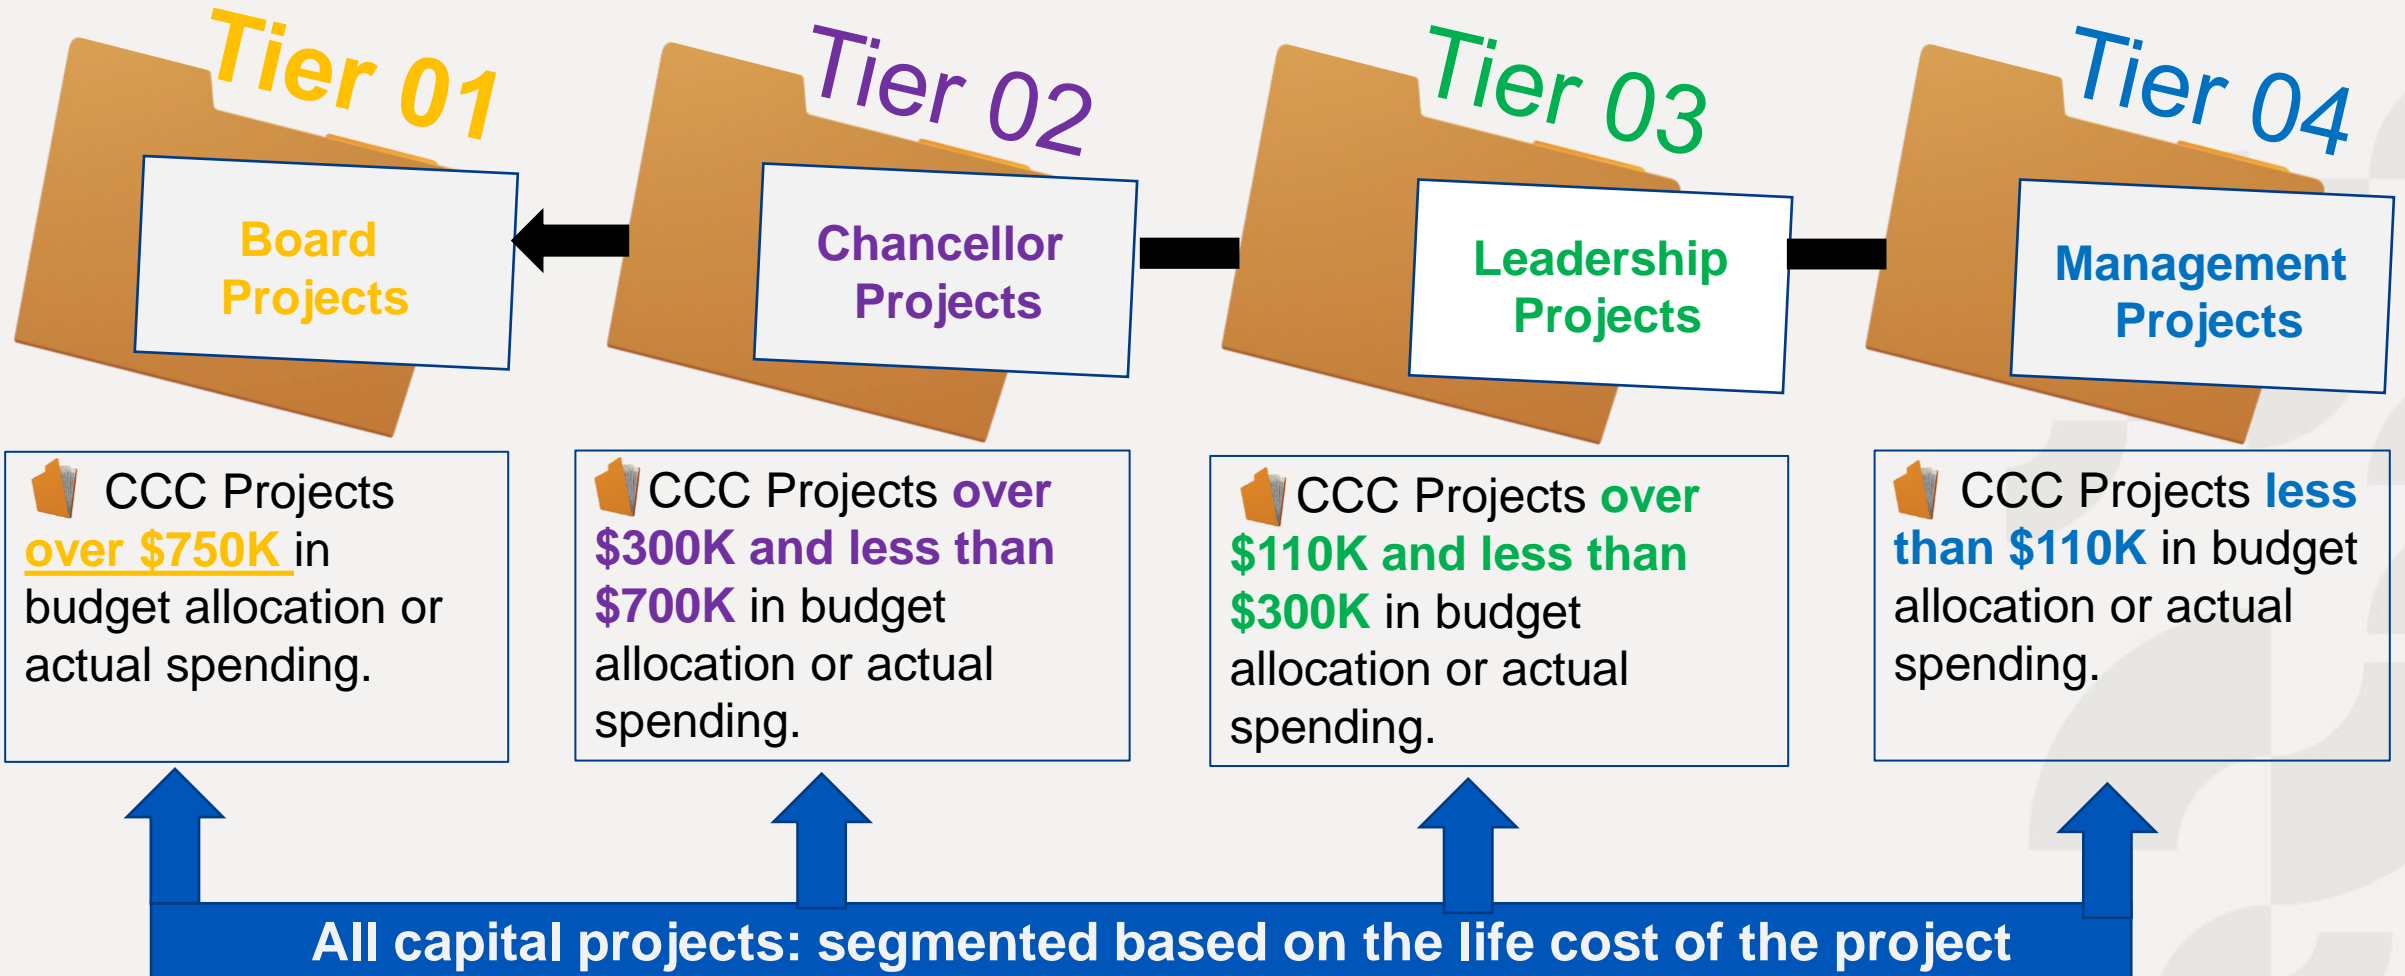 Tier 01
Board
Projects
CCC Projects
over $750K in
budget allocation or
actual spending.
Tier 02
Chancellor
Projects
CCC Projects over
$300K and less than
$700K in budget
allocation or actual
spending.
Tier 03
Leadership
Projects
CCC Projects over
$110K and less than
$300K in budget
allocation or actual
spending.
Tier 04
Management
Projects
CCC Projects less
than $110K in budget
allocation or actual
spending.
All capital projects: segmented based on the life cost of the project